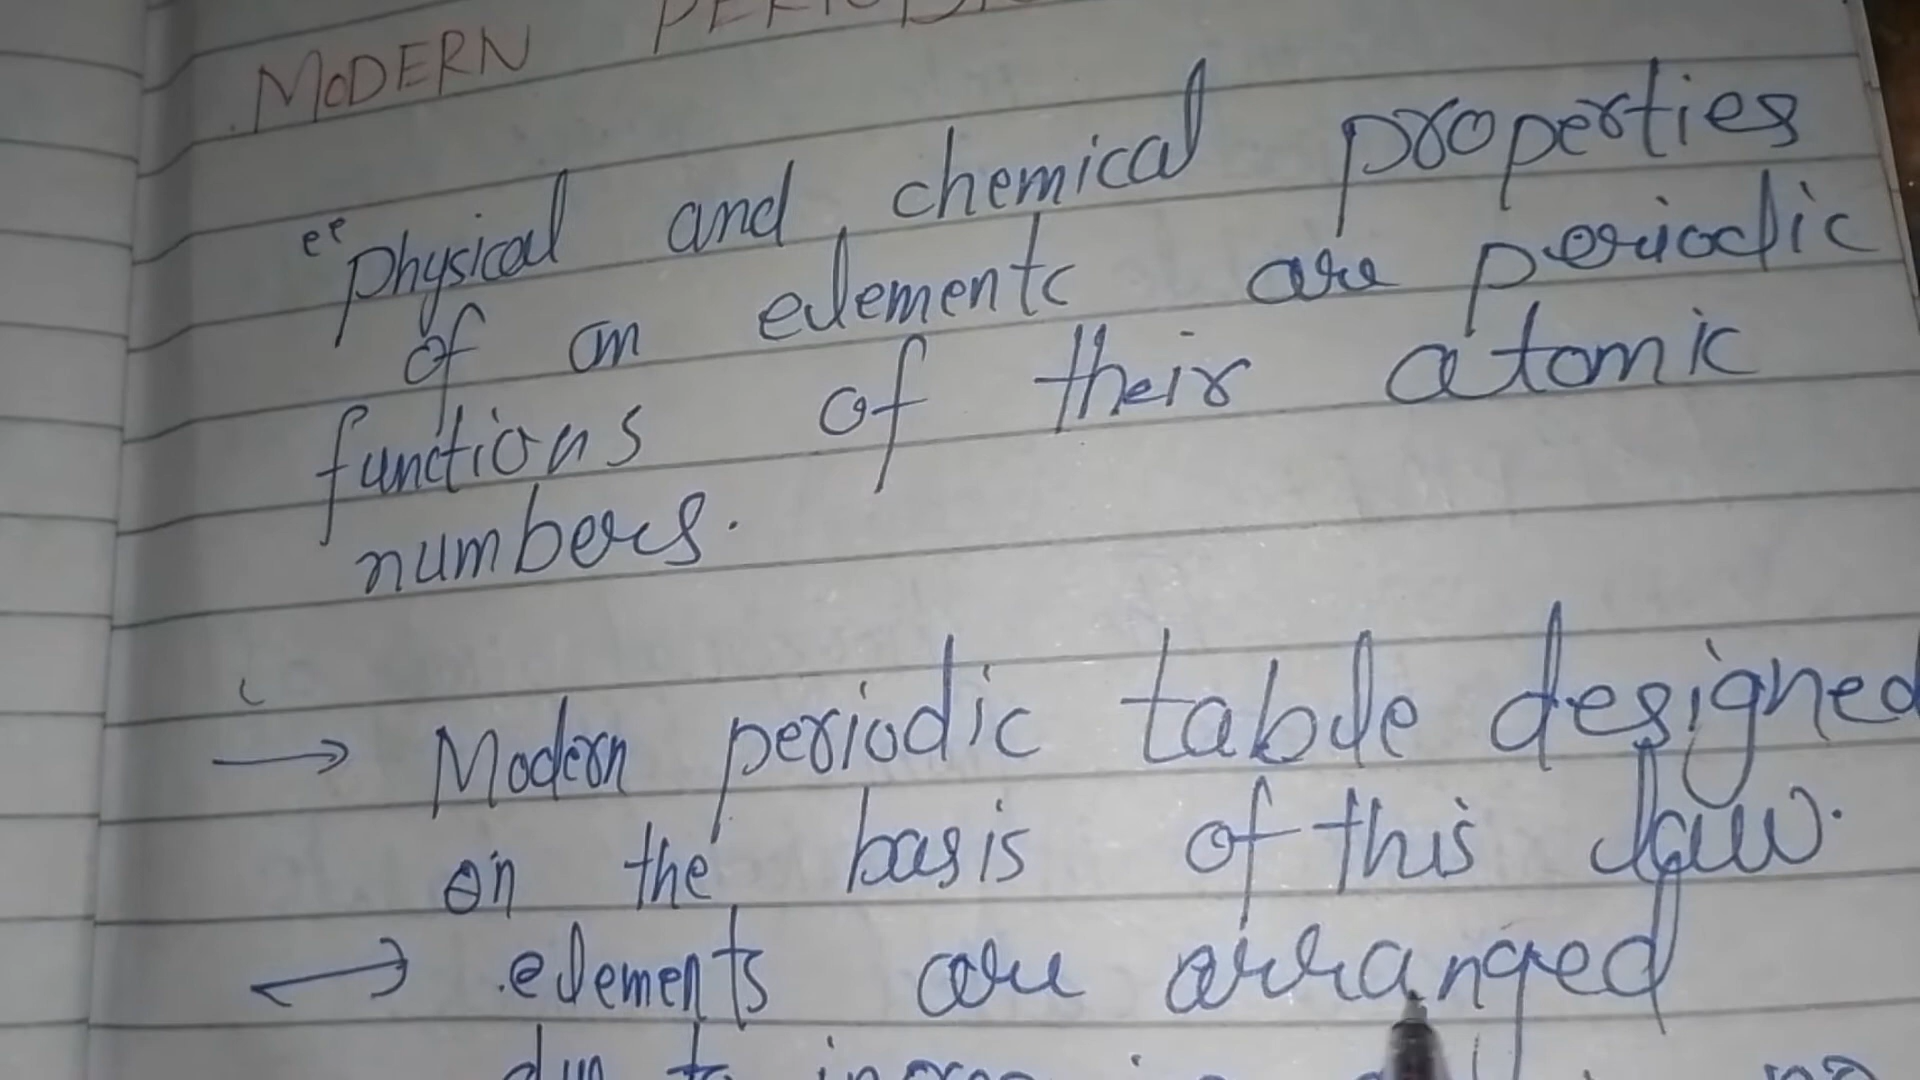 MODERN PERIODIC
"Physical and chemical properties
of an elements are periodic
functions of their atomic
numbers.
→ Modern periodic table designed
on the basis of this law.
→ elements are arranged